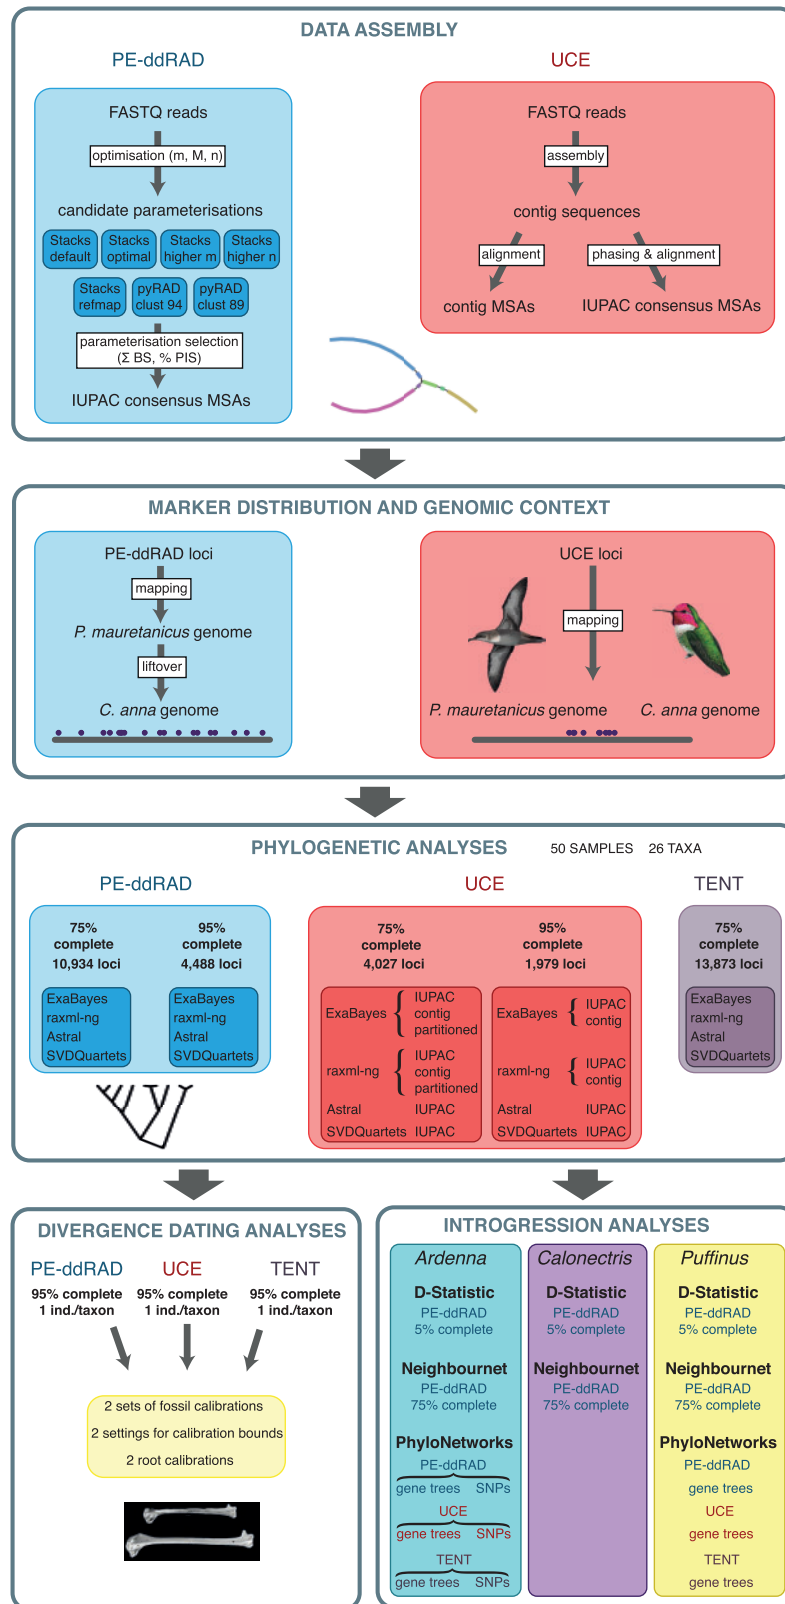 DATA ASSEMBLY
PE-ddRAD
UCE
FASTQ reads
optimisation (m, M, n)
candidate parameterisations
Stacks default
Stacks optimal
Stacks higher m
Stacks higher n
Stacks refmap
pyRAD clust 94
pyRAD clust 89
parameterisation selection
(Σ BS, % PIS)
IUPAC consensus MSAs
FASTQ reads
assembly
contig sequences
alignment
phasing & alignment
contig MSAs
IUPAC consensus MSAs
MARKER DISTRIBUTION AND GENOMIC CONTEXT
PE-ddRAD loci
mapping
P. mauretanicus genome
liftover
C. anna genome
UCE loci
mapping
P. mauretanicus genome
C. anna genome
PHYLOGENETIC ANALYSES
50 SAMPLES 26 TAXA
PE-ddRAD
75%
complete
10,934 loci
ExaBayes
raxml-ng
Astral
SVDQuartets
95%
complete
4,488 loci
ExaBayes
raxml-ng
Astral
SVDQuartets
UCE
75%
complete
4,027 loci
ExaBayes { IUPAC
contig
partitioned
raxml-ng { IUPAC
contig
partitioned
Astral IUPAC
SVDQuartets IUPAC
95%
complete
1,979 loci
ExaBayes { IUPAC
contig
raxml-ng { IUPAC
contig
Astral IUPAC
SVDQuartets IUPAC
TENT
75%
complete
13,873 loci
ExaBayes
raxml-ng
Astral
SVDQuartets
DIVERGENCE DATING ANALYSES
PE-ddRAD
95% complete
1 ind./taxon
UCE
95% complete
1 ind./taxon
TENT
95% complete
1 ind./taxon
2 sets of fossil calibrations
2 settings for calibration bounds
2 root calibrations
INTROGRESSION ANALYSES
Ardenna
D-Statistic
PE-ddRAD
5% complete
Neighbournet
PE-ddRAD
75% complete
PhyloNetworks
PE-ddRAD
gene trees SNPs
UCE
gene trees SNPs
TENT
gene trees SNPs
Calonectris
D-Statistic
PE-ddRAD
5% complete
Neighbournet
PE-ddRAD
75% complete
Puffinus
D-Statistic
PE-ddRAD
5% complete
Neighbournet
PE-ddRAD
75% complete
PhyloNetworks
PE-ddRAD
gene trees
UCE
gene trees
TENT
gene trees